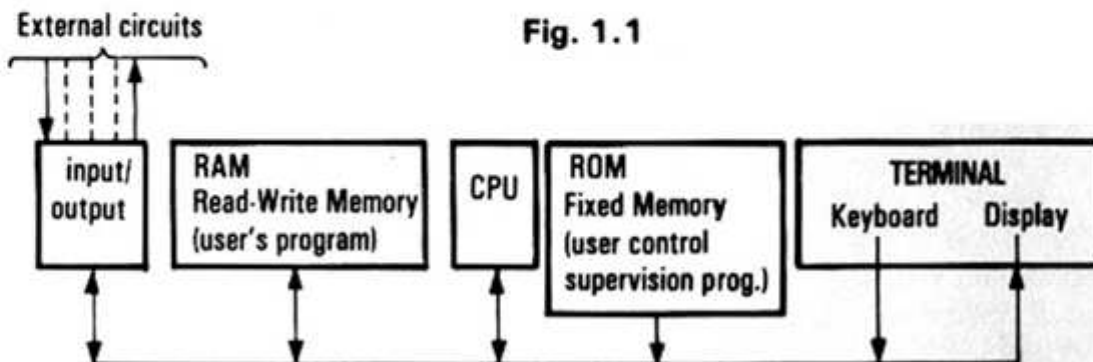 External circuits
Fig. 1.1
input/
output
RAM
Read-Write Memory
(user's program)
CPU
ROM
Fixed Memory
(user control
supervision prog.)
TERMINAL
Keyboard Display